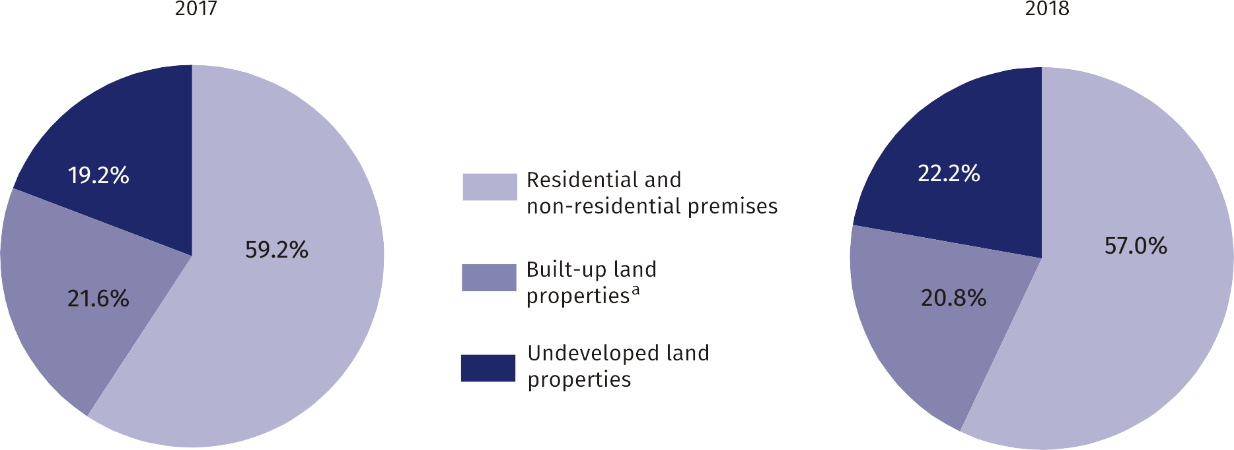 2017
2018
19.2%
59.2%
21.6%
Residential and
non-residential premises
Built-up land
propertiesᵃ
Undeveloped land
properties
22.2%
57.0%
20.8%